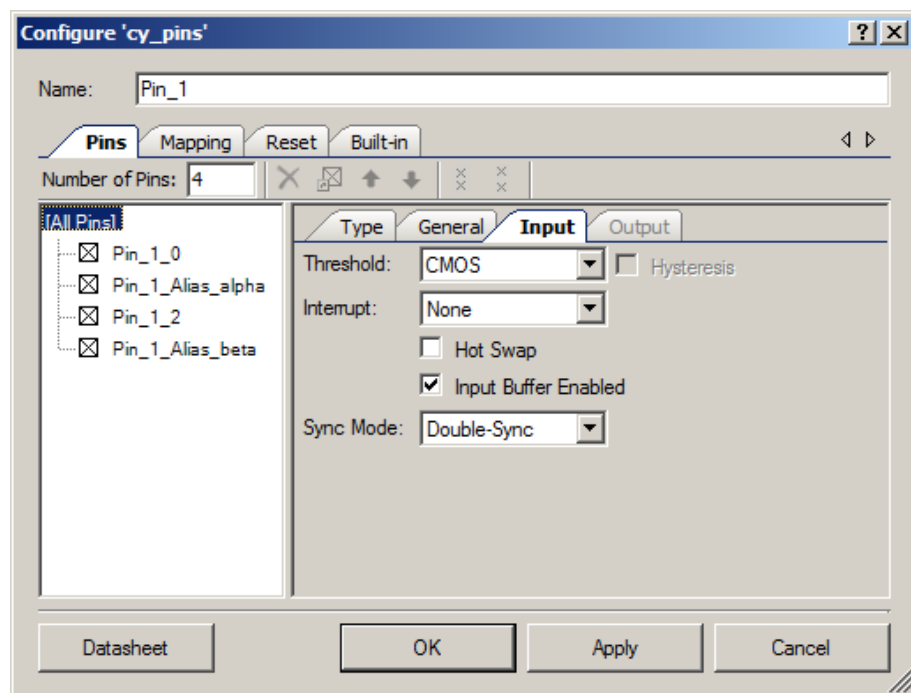 Configure 'cy_pins'
Name: Pin_1
Pins Mapping Reset Built-in
Number of Pins: 4
[All Pins] Type General Input Output
Pin_1_0 Threshold: CMOS Hysteresis
Pin_1_Alias_alpha Interrupt: None
Pin_1_2 Hot Swap
Pin_1_Alias_beta Input Buffer Enabled
Sync Mode: Double-Sync
Datasheet OK Apply Cancel